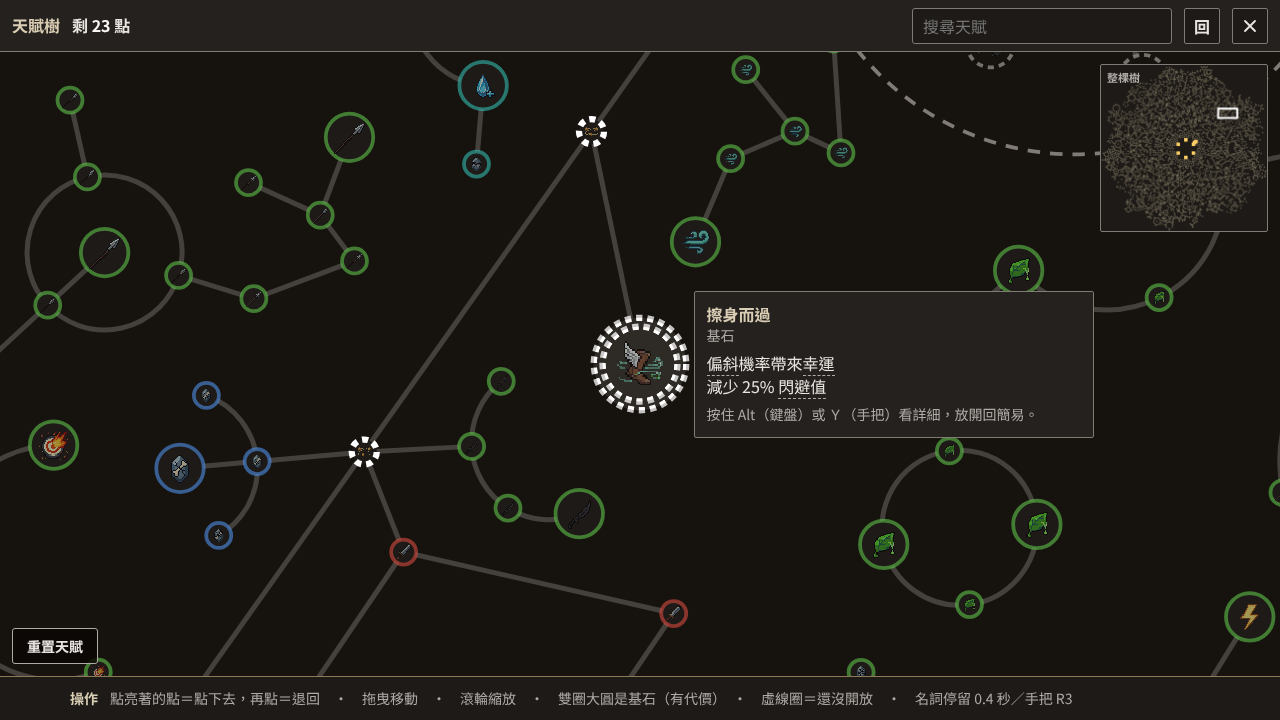 天賦樹 剩 23 點
搜尋天賦
回 ✕
整棵樹
擦身而過
基石
偏斜機率帶來幸運
減少 25% 閃避值
按住 Alt（鍵盤）或 Y （手把）看詳細，放開回簡易。
重置天賦
操作 點亮著的點＝點下去，再點＝退回 • 拖曳移動 • 滾輪縮放 • 雙圈大圓是基石（有代價） • 虛線圈＝還沒開放 • 名詞停留 0.4 秒／手把 R3